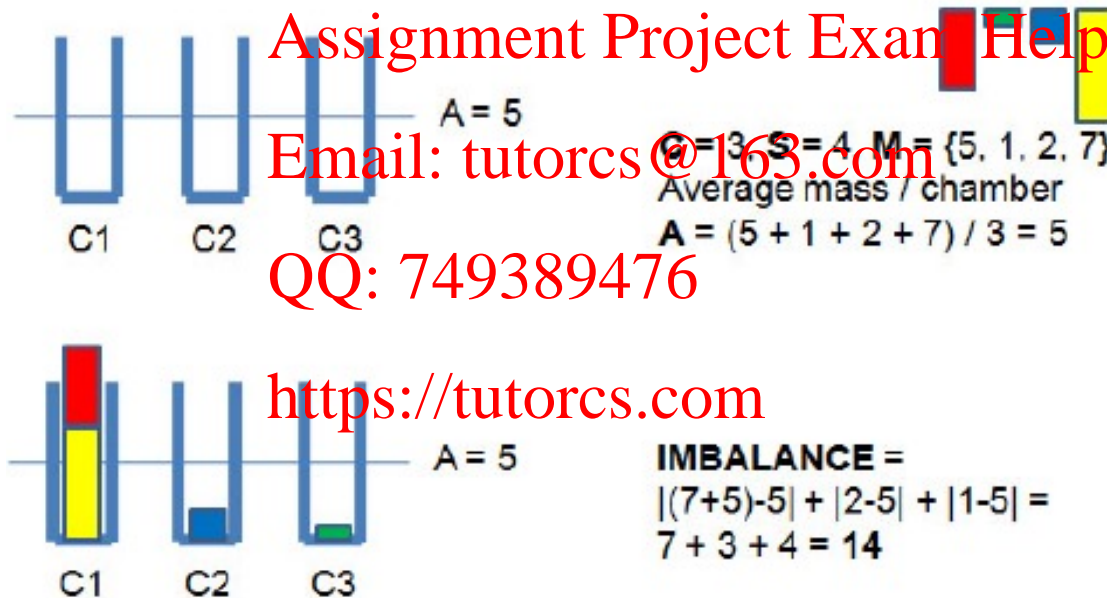 Assignment Project Exam Help
A = 5
C = 3, S = 4, M = {5, 1, 2, 7}
Email: tutorcs@163.com
Average mass / chamber
C1 C2 C3
A = (5 + 1 + 2 + 7) / 3 = 5
QQ: 749389476
https://tutorcs.com
A = 5
IMBALANCE =
|(7+5)-5| + |2-5| + |1-5| =
7 + 3 + 4 = 14
C1 C2 C3